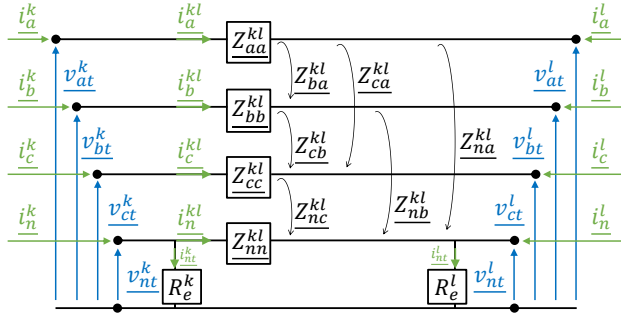 i_a^k i_a^{kl} Z_{aa}^{kl} i_a^l
v_{at}^k Z_{ba}^{kl} Z_{ca}^{kl} v_{at}^l
i_b^k i_b^{kl} Z_{bb}^{kl} i_b^l
v_{bt}^k Z_{cb}^{kl} Z_{na}^{kl} v_{bt}^l
i_c^k i_c^{kl} Z_{cc}^{kl} i_c^l
v_{ct}^k Z_{nc}^{kl} Z_{nb}^{kl} v_{ct}^l
i_n^k i_n^{kl} Z_{nn}^{kl} i_n^l
v_{nt}^k i_{nt}^k i_{nt}^l v_{nt}^l
R_e^k R_e^l